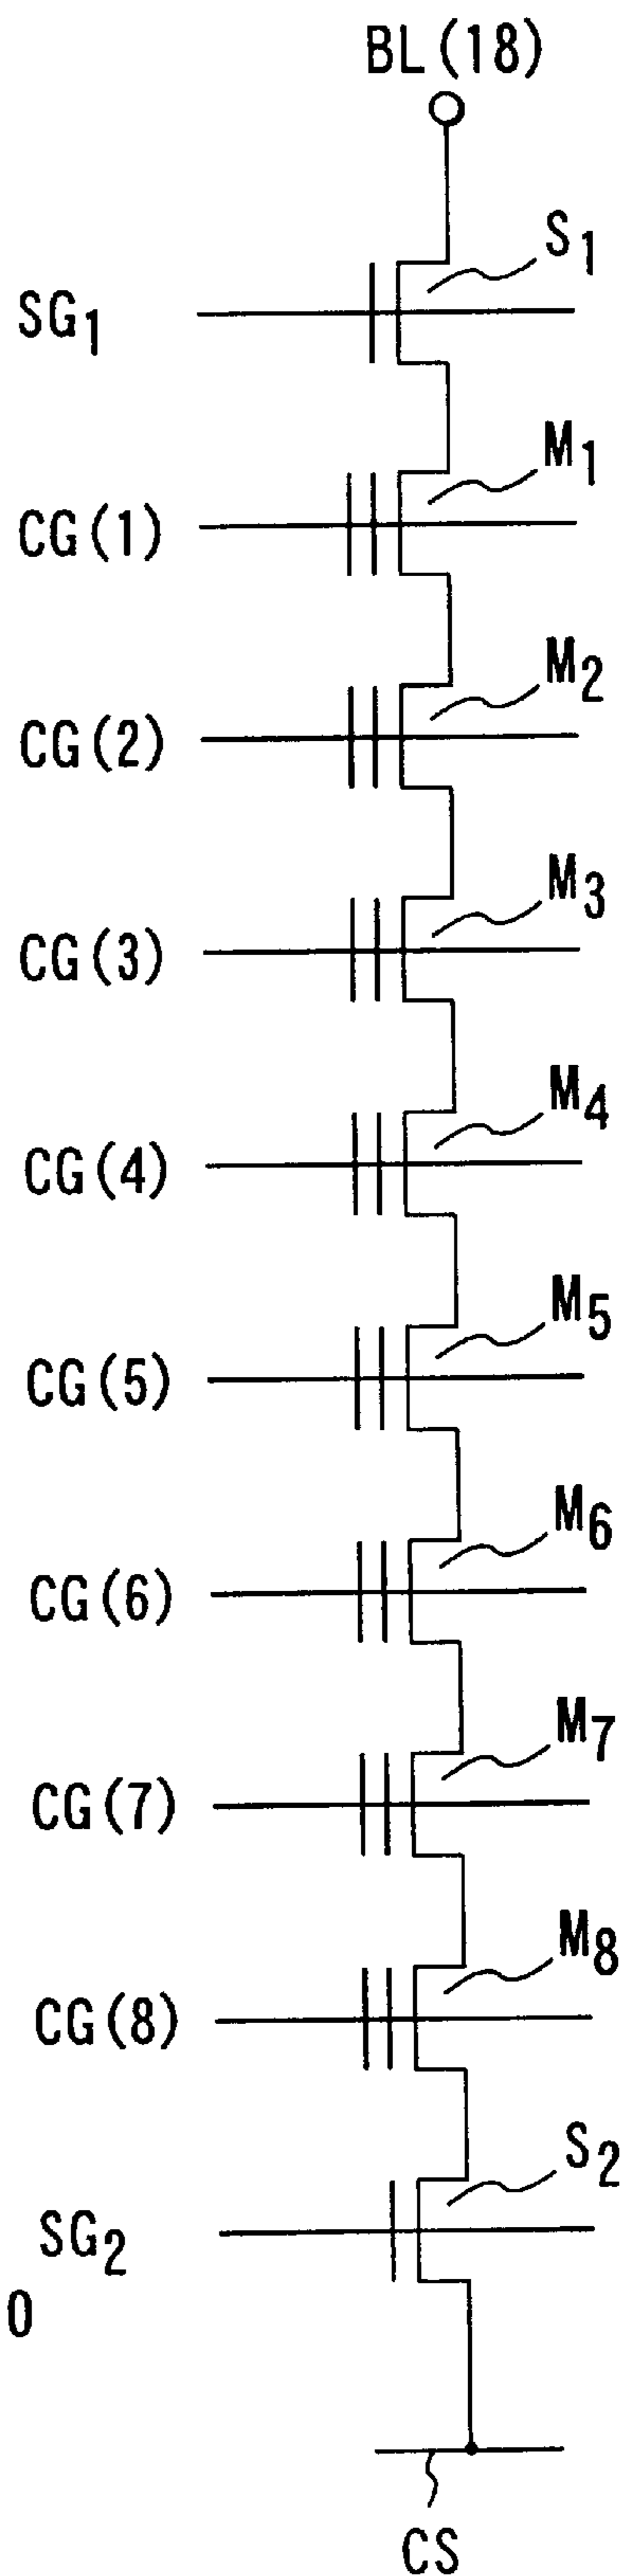 BL(18)
S1
SG1
M1
CG(1)
M2
CG(2)
M3
CG(3)
M4
CG(4)
M5
CG(5)
M6
CG(6)
M7
CG(7)
M8
CG(8)
S2
SG2
0
CS